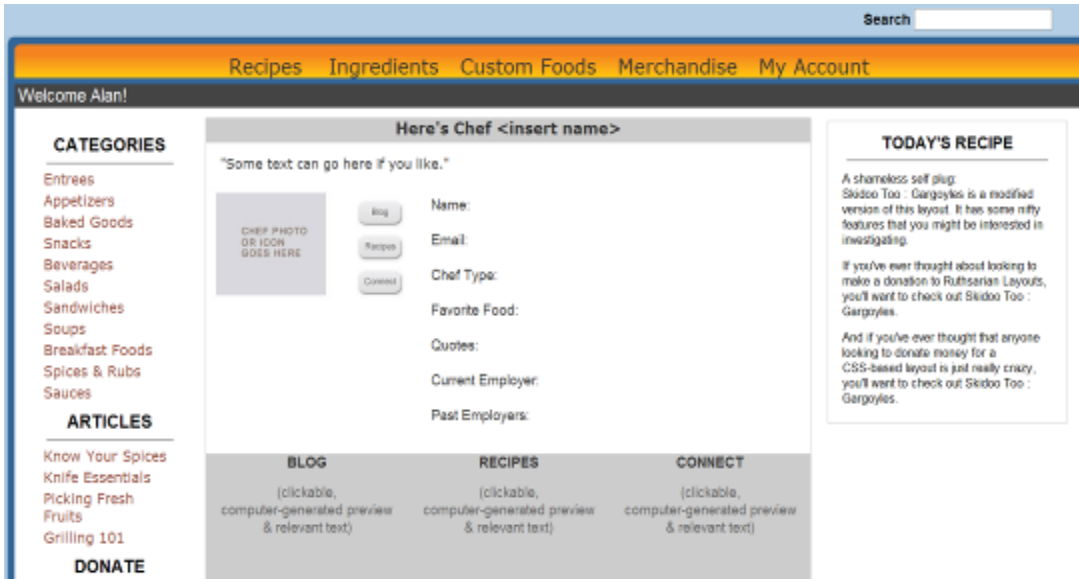 Search
Recipes Ingredients Custom Foods Merchandise My Account
Welcome Alan!
CATEGORIES
Entrees
Appetizers
Baked Goods
Snacks
Beverages
Salads
Sandwiches
Soups
Breakfast Foods
Spices & Rubs
Sauces
ARTICLES
Know Your Spices
Knife Essentials
Picking Fresh
Fruits
Grilling 101
DONATE
Here's Chef <insert name>
"Some text can go here if you like."
CHEF PHOTO
OR ICON
GOES HERE
Blog
Recipes
Connect
Name:
Email:
Chef Type:
Favorite Food:
Quotes:
Current Employer:
Past Employers:
BLOG
(clickable,
computer-generated preview
& relevant text)
RECIPES
(clickable,
computer-generated preview
& relevant text)
CONNECT
(clickable,
computer-generated preview
& relevant text)
TODAY'S RECIPE
A shameless self plug:
Skidoo Too : Gargoyles is a modified
version of this layout. It has some nifty
features that you might be interested in
investigating.
If you've ever thought about looking to
make a donation to Ruthsarian Layouts,
you'll want to check out Skidoo Too :
Gargoyles.
And if you've ever thought that anyone
looking to donate money for a
CSS-based layout is just really crazy,
you'll want to check out Skidoo Too :
Gargoyles.